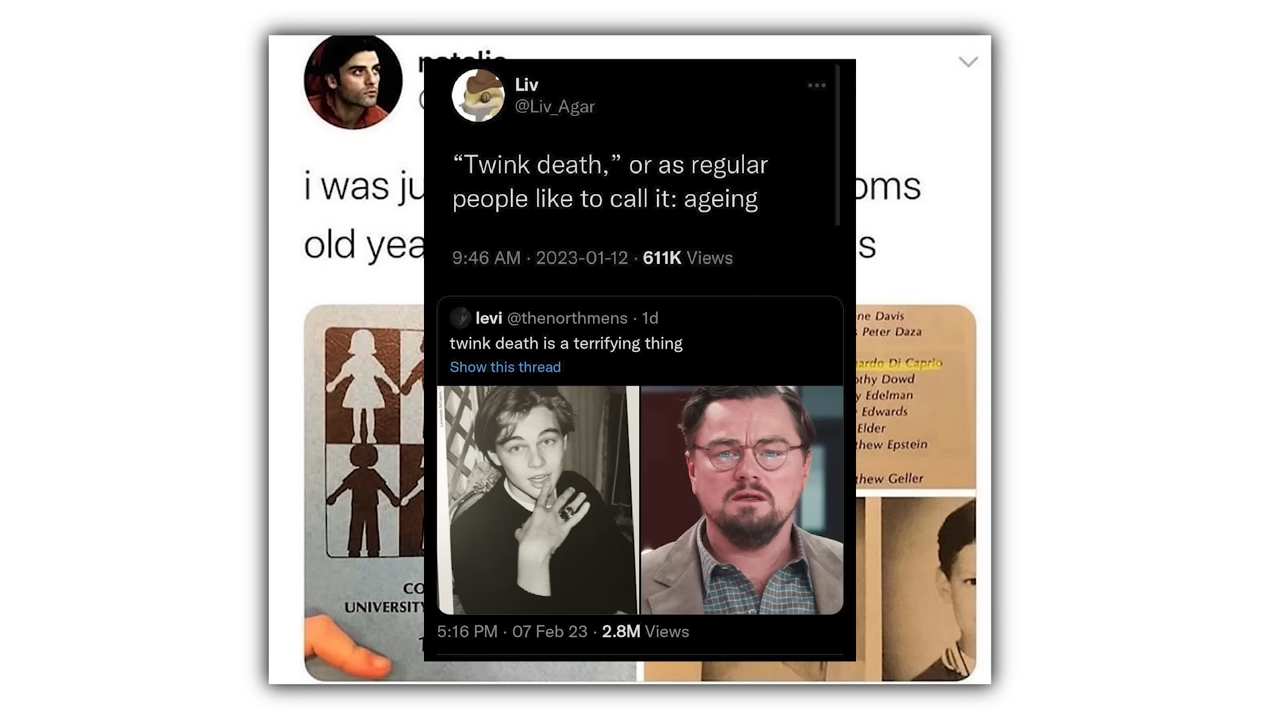 i was ju
oms
old yea
s
Liv
@Liv_Agar
“Twink death,” or as regular
people like to call it: ageing
9:46 AM · 2023-01-12 · 611K Views
levi @thenorthmens · 1d
twink death is a terrifying thing
Show this thread
5:16 PM · 07 Feb 23 · 2.8M Views
CO
UNIVERSITY
ne Davis
Peter Daza
ardo Di Caprio
othy Dowd
y Edelman
Edwards
Elder
thew Epstein
thew Geller